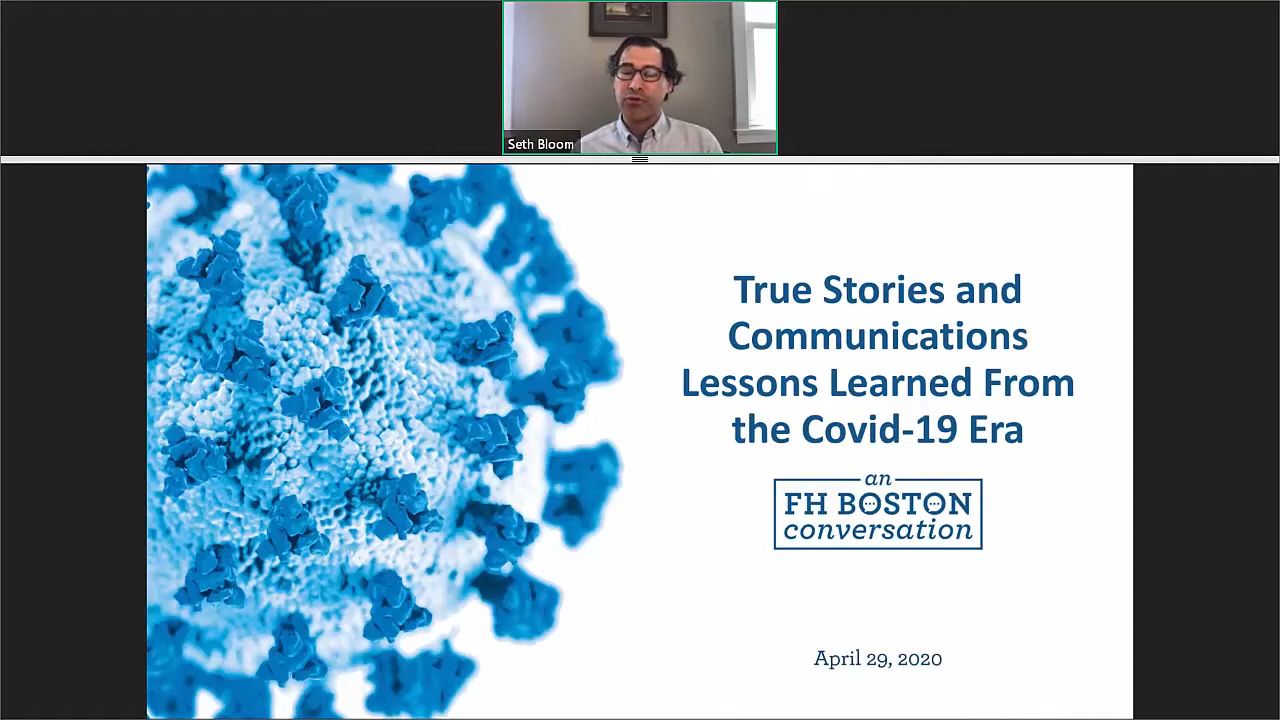 Seth Bloom
True Stories and
Communications
Lessons Learned From
the Covid-19 Era
an
FH BOSTON
conversation
April 29, 2020